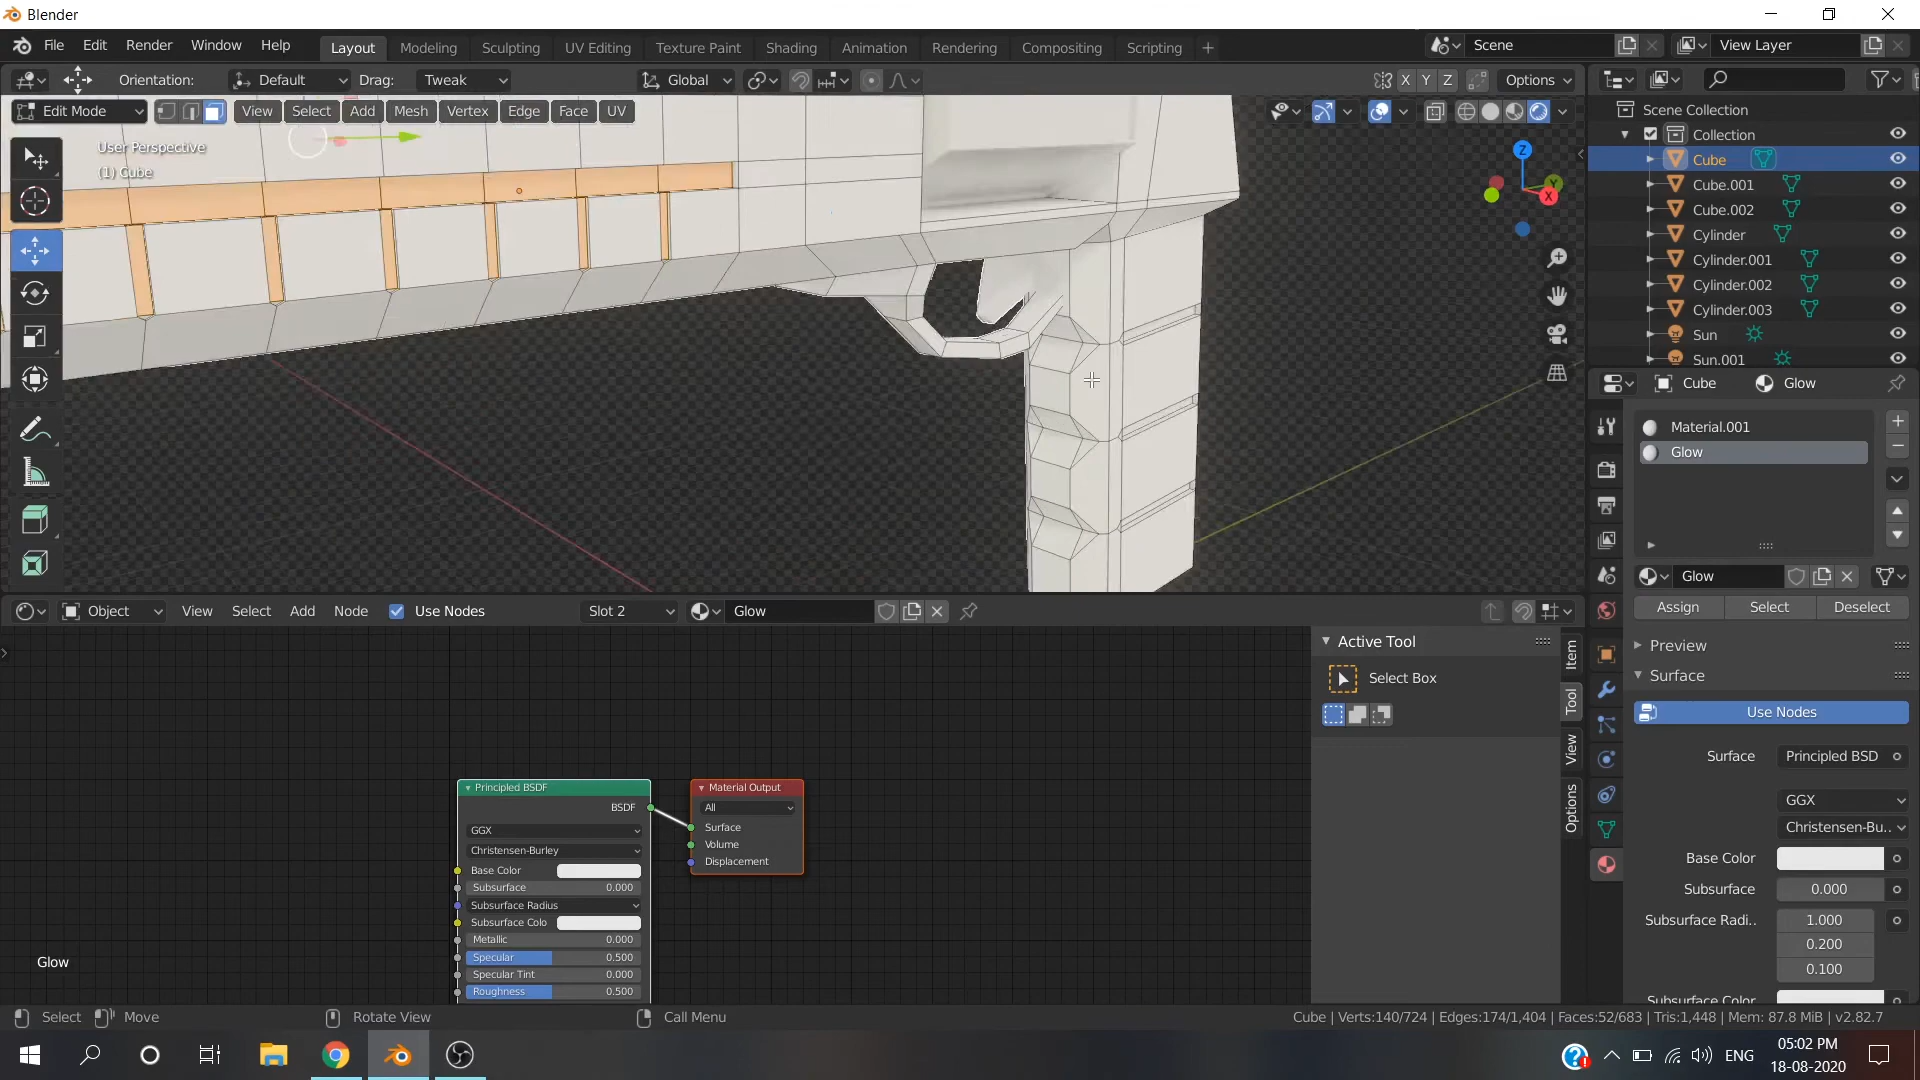 Blender
File Edit Render Window Help Layout Modeling Sculpting UV Editing Texture Paint Shading Animation Rendering Compositing Scripting + Scene View Layer
Orientation: Default Drag: Tweak Global X Y Z Options
Edit Mode View Select Add Mesh Vertex Edge Face UV
User Perspective
(1) Cube
Z
Y
X
Scene Collection
Collection
Cube
Cube.001
Cube.002
Cylinder
Cylinder.001
Cylinder.002
Cylinder.003
Sun
Sun.001
Cube Glow
Material.001
Glow
Glow
Assign Select Deselect
Preview
Surface
Use Nodes
Surface Principled BSD
GGX
Christensen-Bu..
Base Color
Subsurface 0.000
Subsurface Radi.. 1.000
0.200
0.100
Subsurface Color
Object View Select Add Node Use Nodes Slot 2 Glow
Active Tool
Select Box
Item
Tool
View
Options
Principled BSDF
BSDF
GGX
Christensen-Burley
Base Color
Subsurface 0.000
Subsurface Radius
Subsurface Colo
Metallic 0.000
Specular 0.500
Specular Tint 0.000
Roughness 0.500
Material Output
All
Surface
Volume
Displacement
Glow
Select Move Rotate View Call Menu Cube | Verts:140/724 | Edges:174/1,404 | Faces:52/683 | Tris:1,448 | Mem: 87.8 MiB | v2.82.7
ENG
05:02 PM
18-08-2020